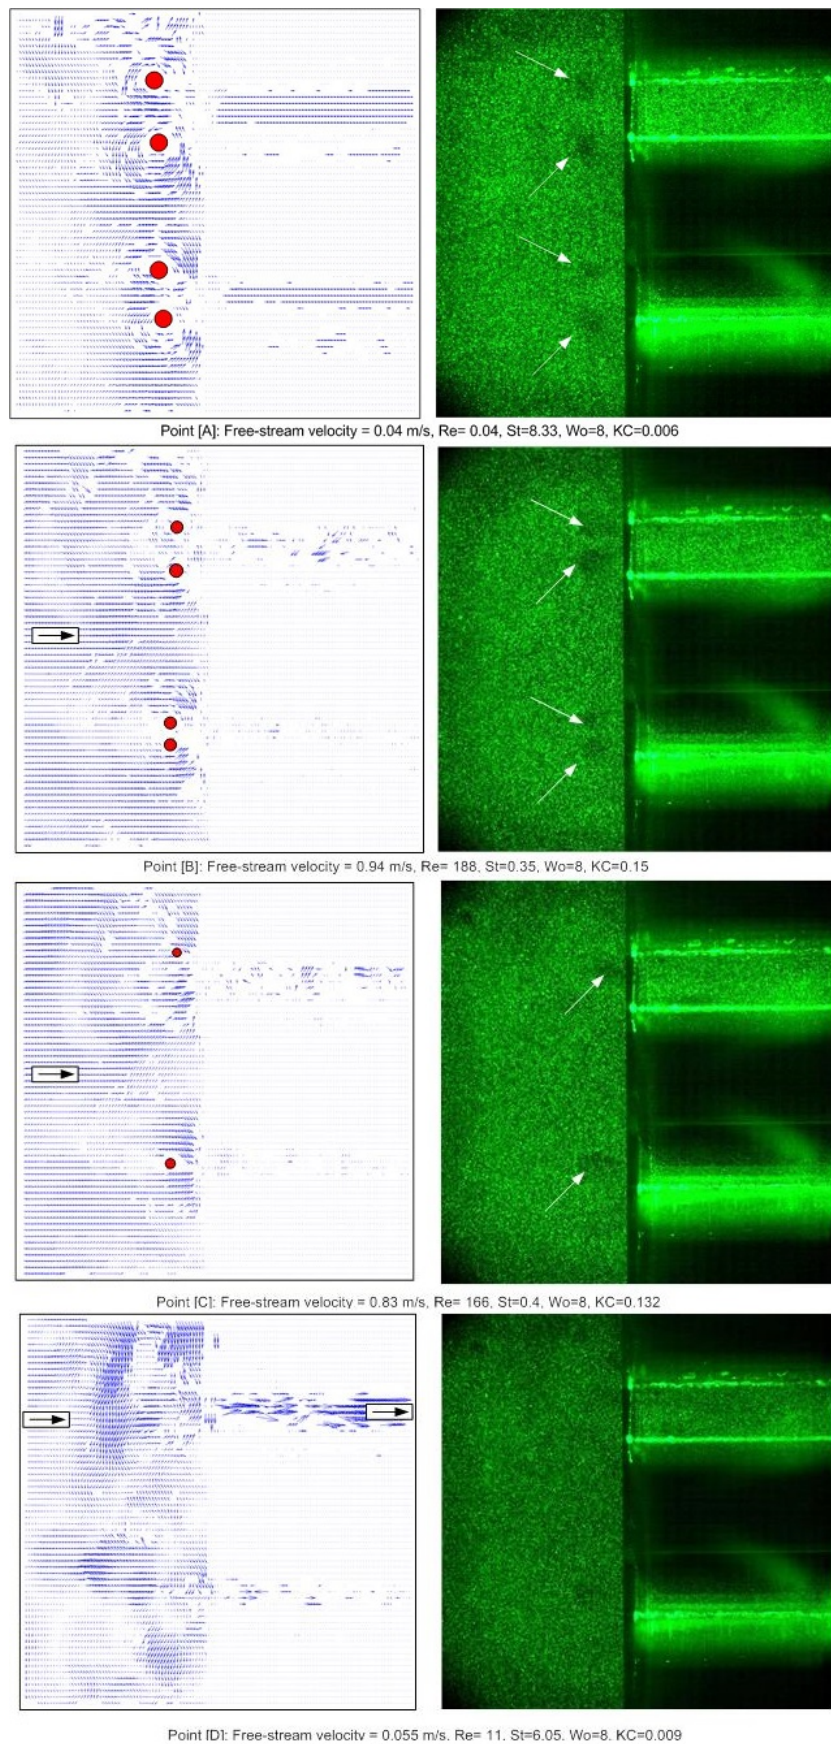 Point [A]: Free-stream velocity = 0.04 m/s, Re= 0.04, St=8.33, Wo=8, KC=0.006
Point [B]: Free-stream velocity = 0.94 m/s, Re= 188, St=0.35, Wo=8, KC=0.15
Point [C]: Free-stream velocity = 0.83 m/s, Re= 166, St=0.4, Wo=8, KC=0.132
Point [D]: Free-stream velocity = 0.055 m/s, Re= 11, St=6.05, Wo=8, KC=0.009